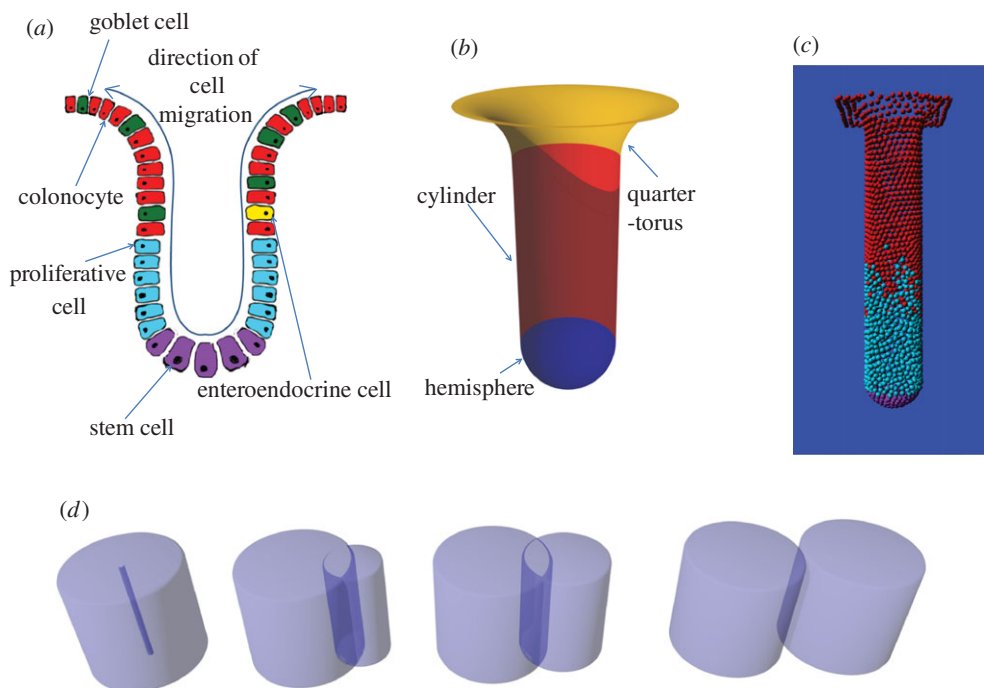 (a)
goblet cell
direction of
cell
migration
colonocyte
proliferative
cell
enteroendocrine cell
stem cell
(b)
cylinder
quarter
-torus
hemisphere
(c)
(d)